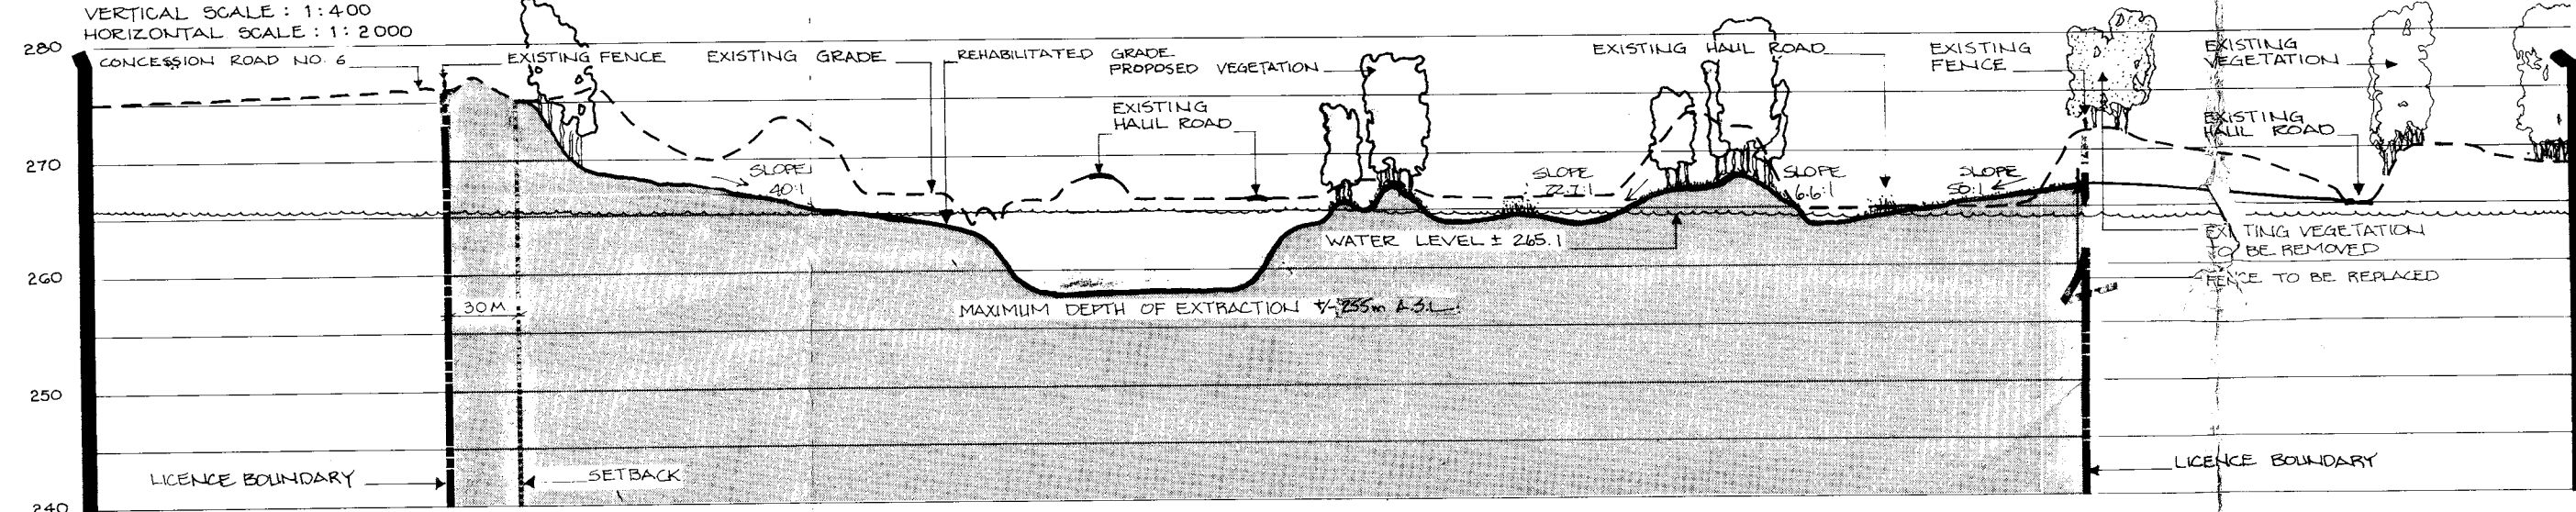 VERTICAL SCALE : 1:400
HORIZONTAL SCALE : 1:2000
280
CONCESSION ROAD NO. 6
EXISTING FENCE
EXISTING GRADE
REHABILITATED GRADE
PROPOSED VEGETATION
EXISTING HAUL ROAD
EXISTING
FENCE
EXISTING
VEGETATION
EXISTING
HAUL ROAD
EXISTING
HAUL ROAD
270
SLOPE
40:1
SLOPE
22.7:1
SLOPE
6.6:1
SLOPE
50:1
WATER LEVEL ± 265.1
EXISTING VEGETATION
TO BE REMOVED
FENCE TO BE REPLACED
260
30 M
MAXIMUM DEPTH OF EXTRACTION +/- 255m A.S.L.
250
LICENCE BOUNDARY
SETBACK
LICENCE BOUNDARY
240